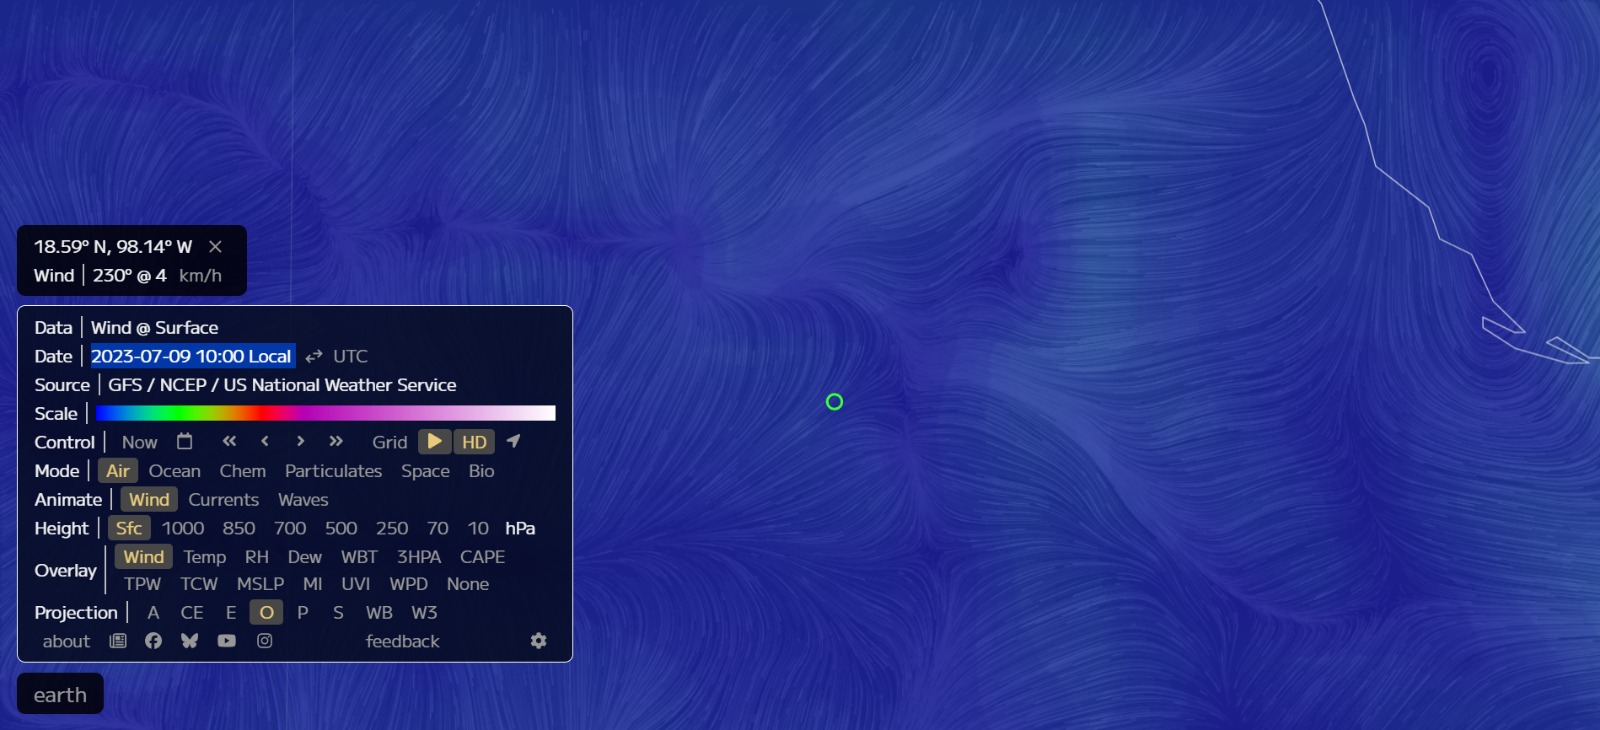 18.59° N, 98.14° W ×
Wind | 230° @ 4 km/h
Data | Wind @ Surface
Date | 2023-07-09 10:00 Local ⇄ UTC
Source | GFS / NCEP / US National Weather Service
Scale |
Control | Now « ‹ › » Grid HD
Mode | Air Ocean Chem Particulates Space Bio
Animate | Wind Currents Waves
Height | Sfc 1000 850 700 500 250 70 10 hPa
Overlay | Wind Temp RH Dew WBT 3HPA CAPE
TPW TCW MSLP MI UVI WPD None
Projection | A CE E O P S WB W3
about feedback
earth